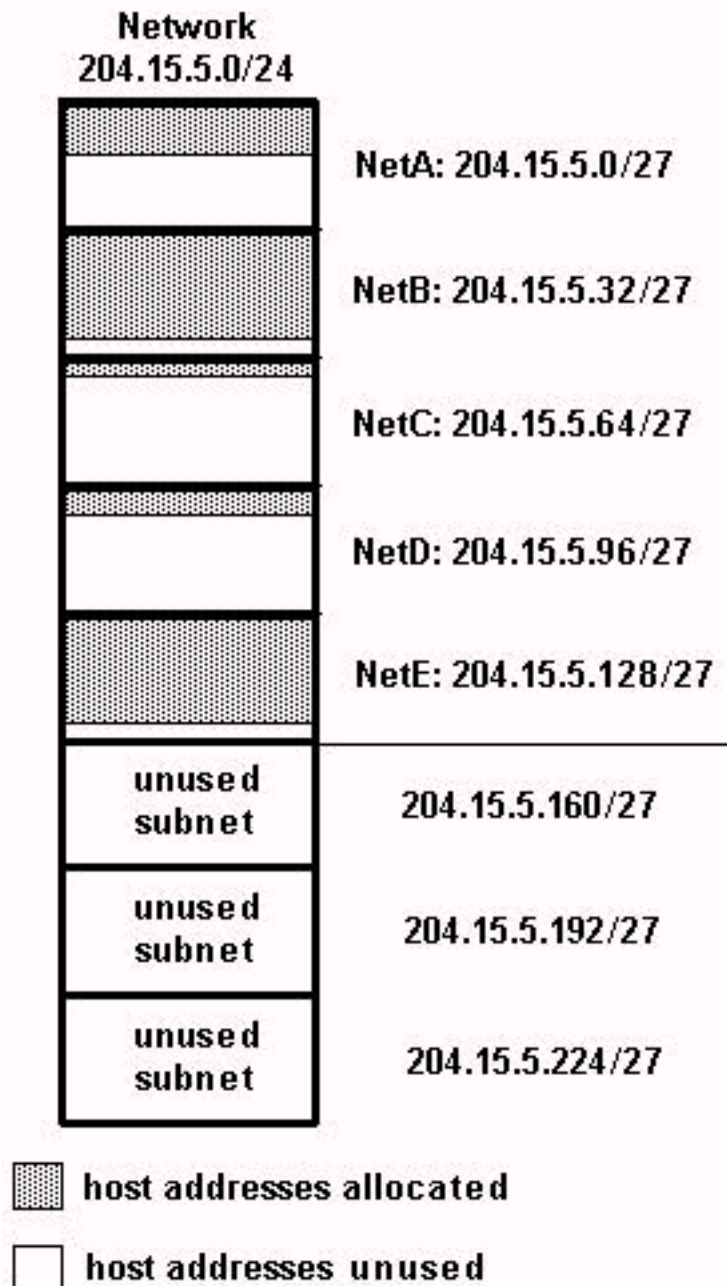 Network
204.15.5.0/24
NetA: 204.15.5.0/27
NetB: 204.15.5.32/27
NetC: 204.15.5.64/27
NetD: 204.15.5.96/27
NetE: 204.15.5.128/27
unused
subnet
204.15.5.160/27
unused
subnet
204.15.5.192/27
unused
subnet
204.15.5.224/27
host addresses allocated
host addresses unused